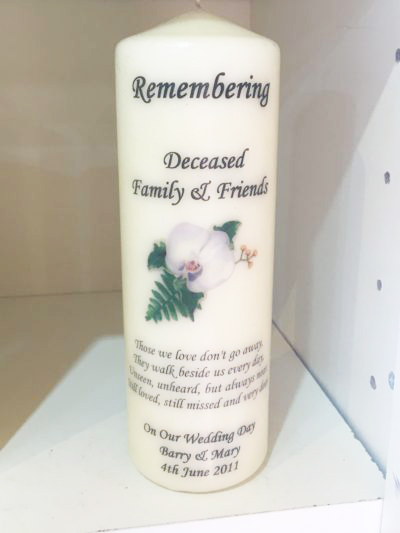 Remembering
Deceased
Family & Friends
Those we love don't go away,
They walk beside us every day,
Unseen, unheard, but always near,
Still loved, still missed and very dear.
On Our Wedding Day
Barry & Mary
4th June 2011